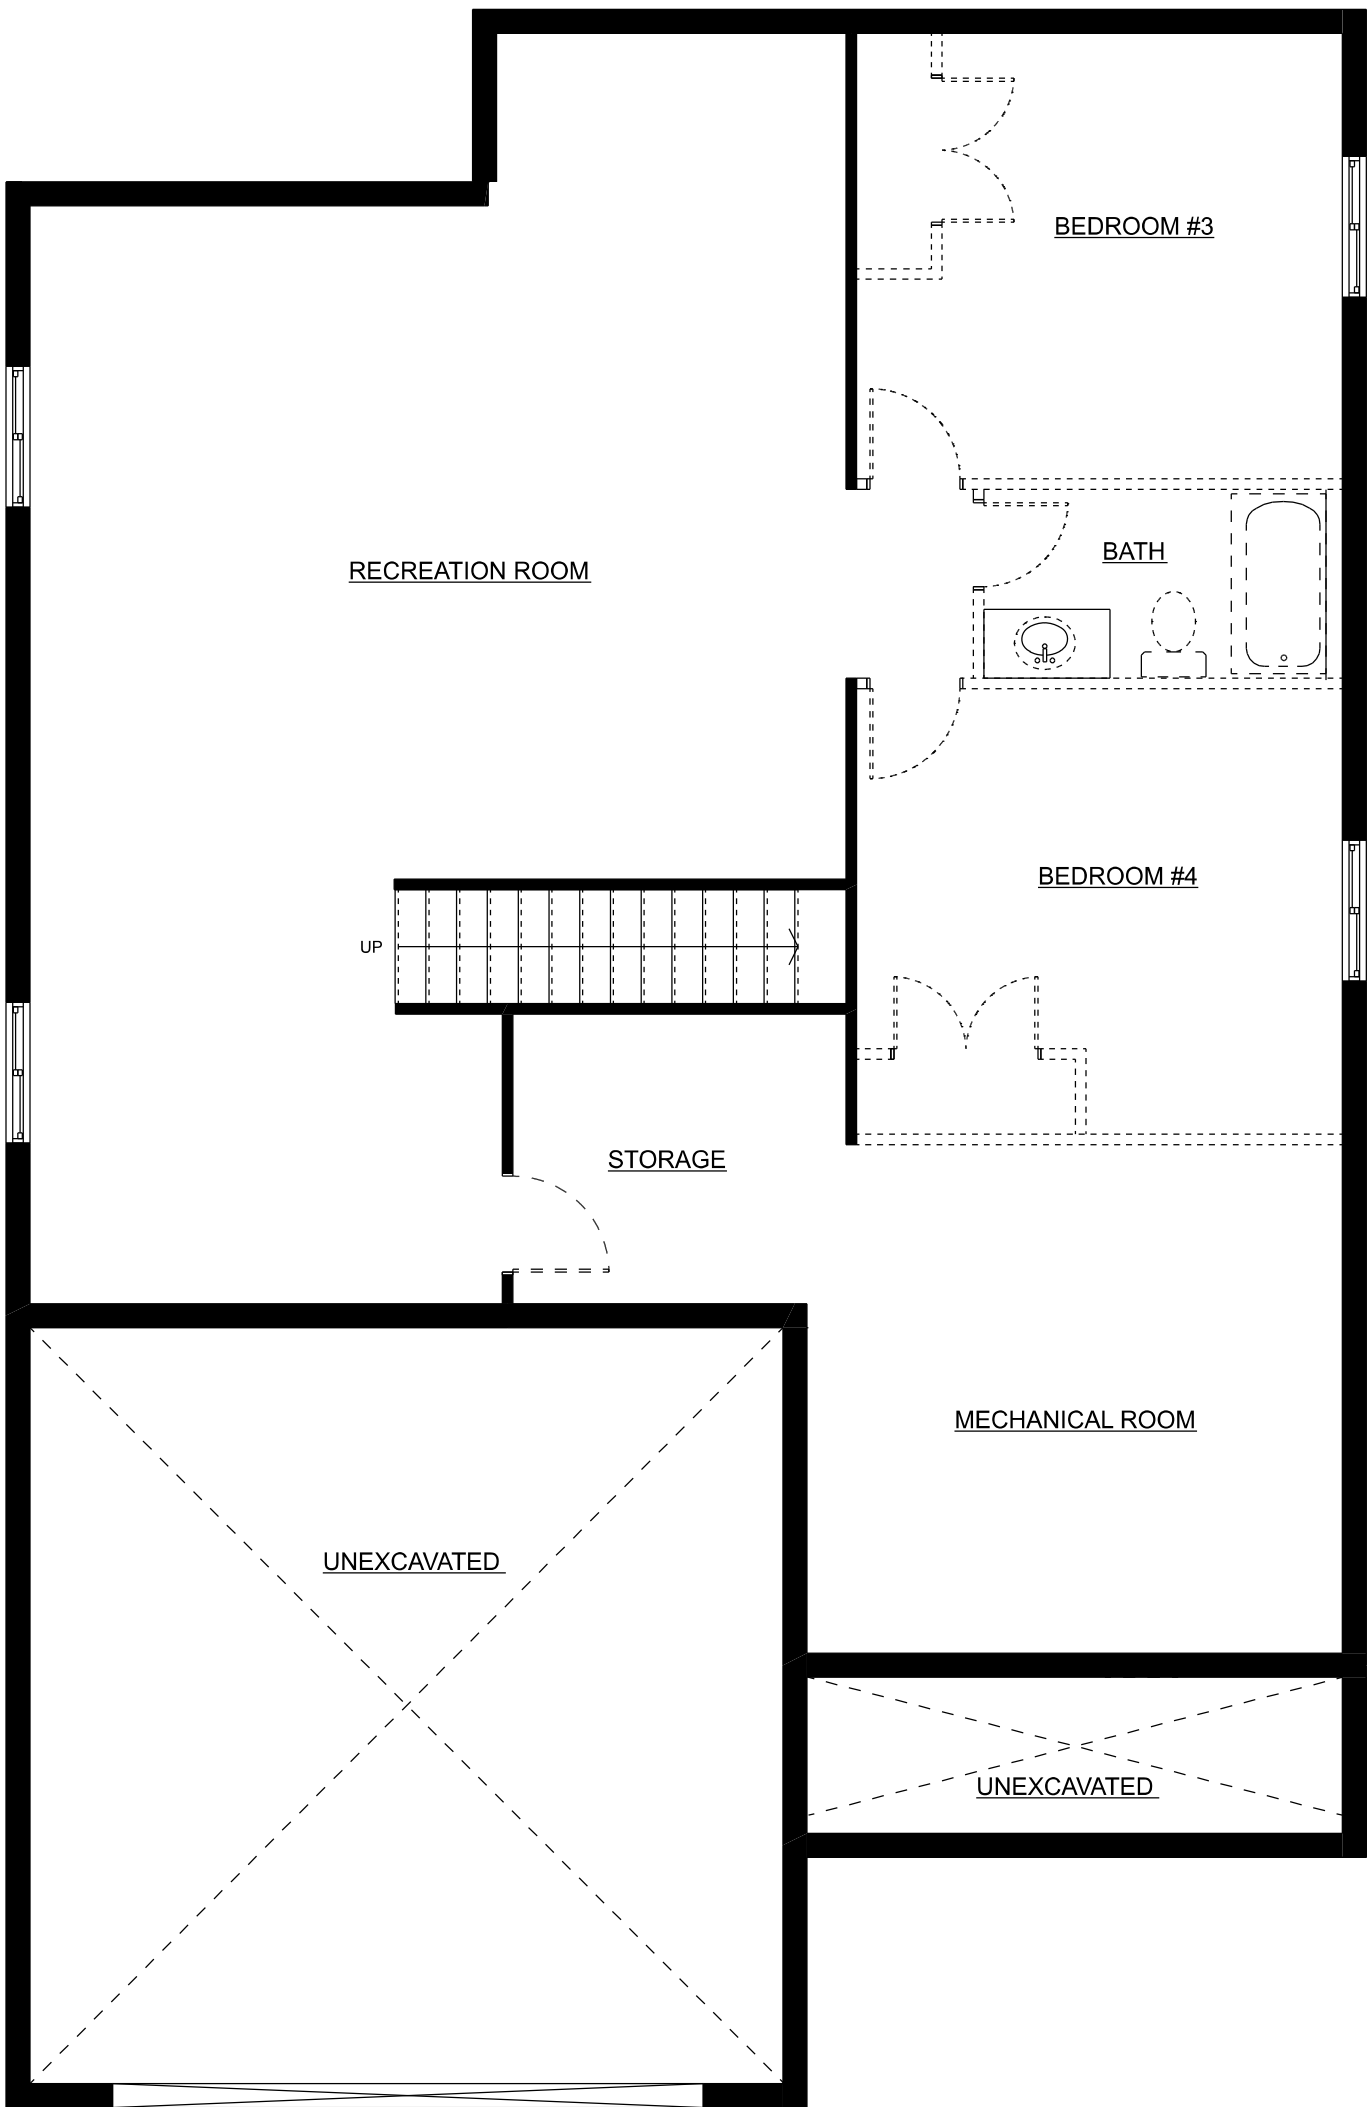 BEDROOM #3
BATH
RECREATION ROOM
BEDROOM #4
UP
STORAGE
MECHANICAL ROOM
UNEXCAVATED
UNEXCAVATED